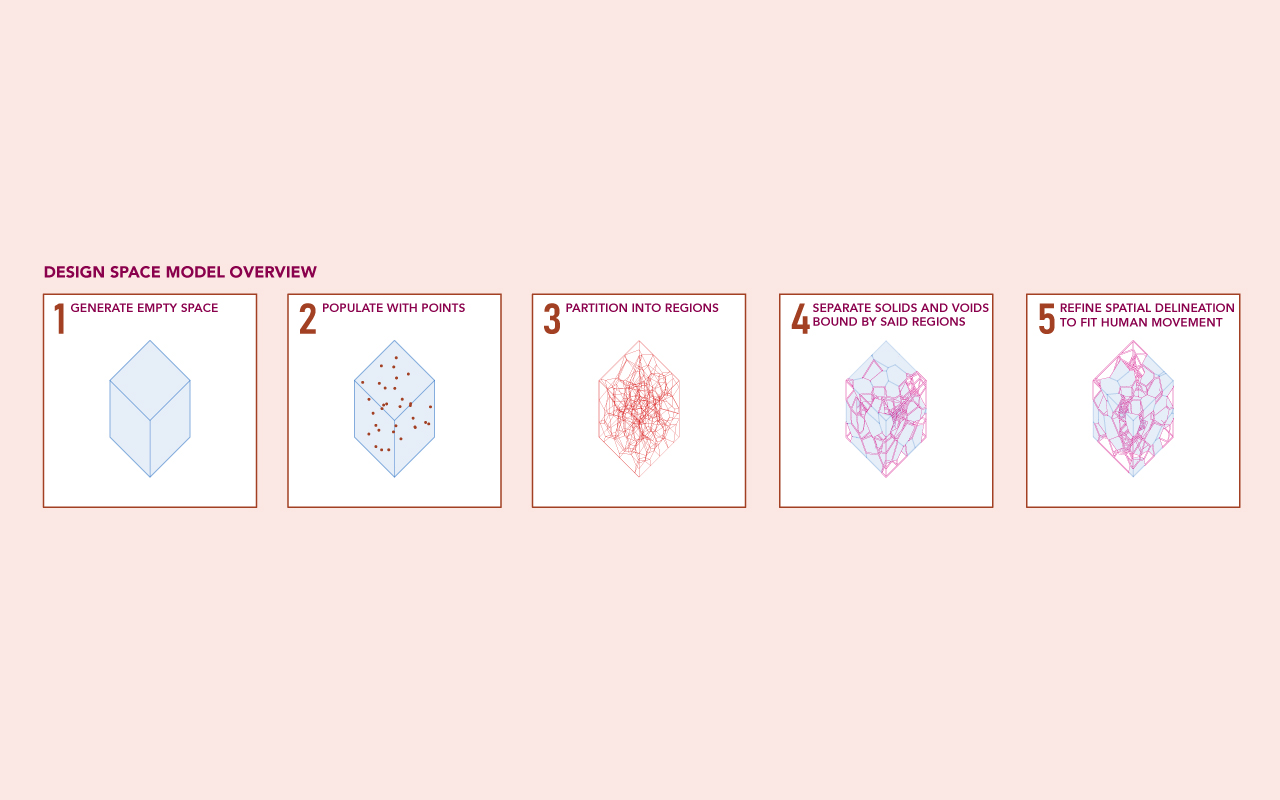 DESIGN SPACE MODEL OVERVIEW
1 GENERATE EMPTY SPACE
2 POPULATE WITH POINTS
3 PARTITION INTO REGIONS
4 SEPARATE SOLIDS AND VOIDS
BOUND BY SAID REGIONS
5 REFINE SPATIAL DELINEATION
TO FIT HUMAN MOVEMENT